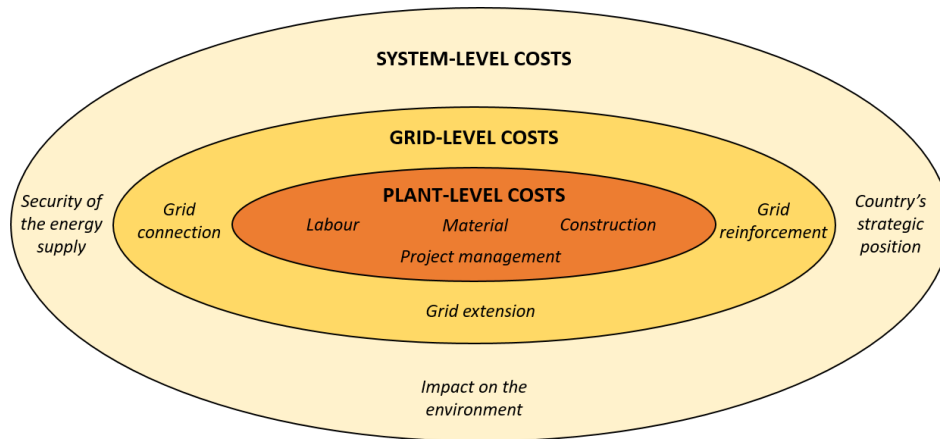 SYSTEM-LEVEL COSTS
GRID-LEVEL COSTS
PLANT-LEVEL COSTS
Security of
the energy
supply
Grid
connection
Labour
Material
Construction
Project management
Grid
reinforcement
Country’s
strategic
position
Grid extension
Impact on the
environment